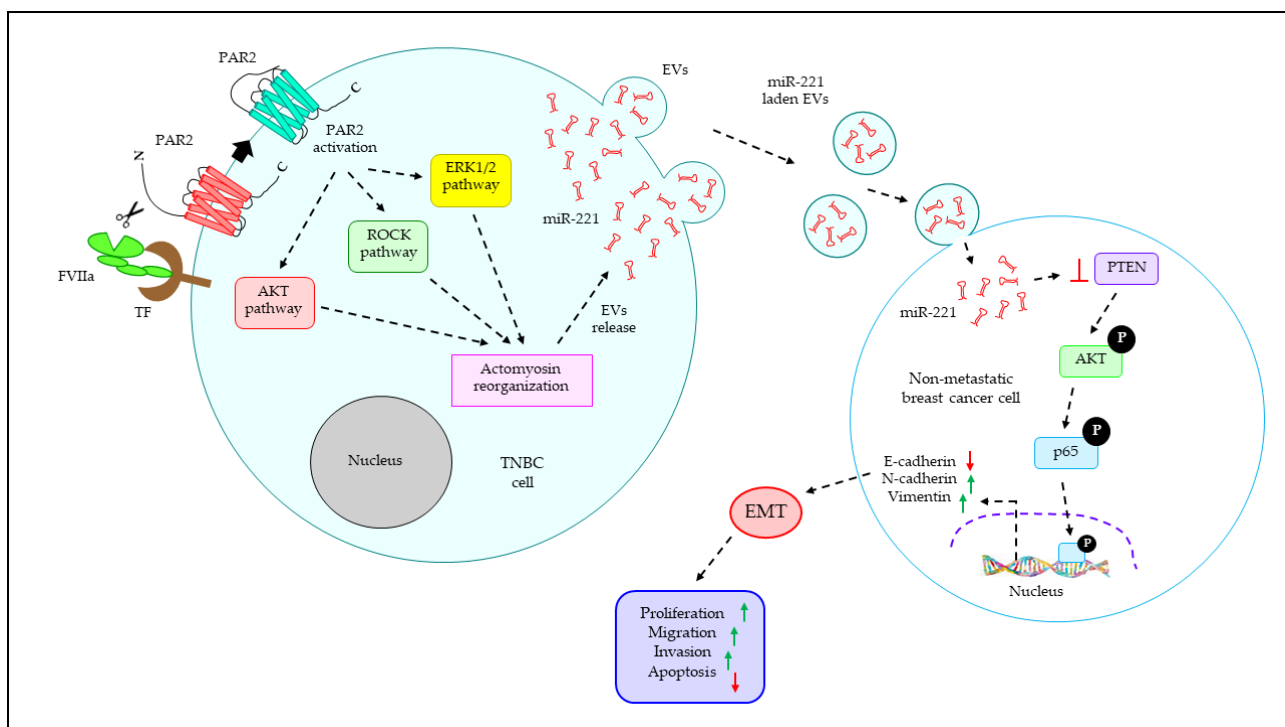 PAR2
PAR2
N
C
C
FVIIa
TF
PAR2
activation
ERK1/2
pathway
ROCK
pathway
AKT
pathway
Actomyosin
reorganization
EVs
release
miR-221
EVs
Nucleus
TNBC
cell
miR-221
laden EVs
miR-221
PTEN
P
AKT
P
p65
P
Non-metastatic
breast cancer cell
E-cadherin
N-cadherin
Vimentin
Nucleus
EMT
Proliferation
Migration
Invasion
Apoptosis